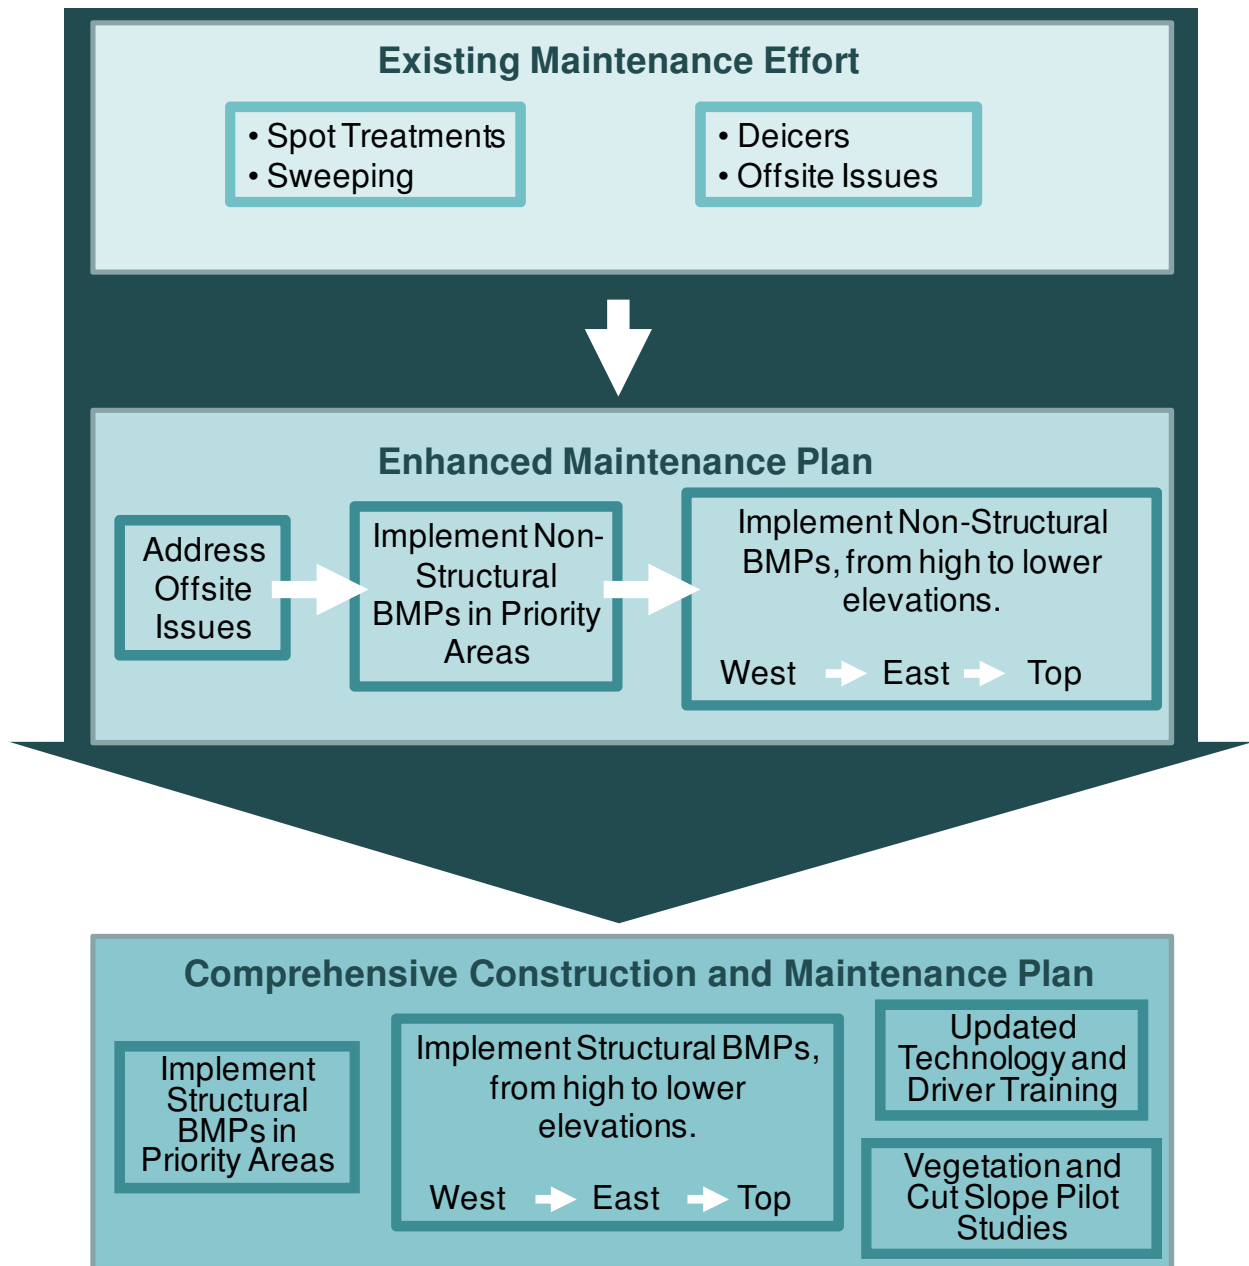 Existing Maintenance Effort
• Spot Treatments
• Sweeping
• Deicers
• Offsite Issues
Enhanced Maintenance Plan
Address
Offsite
Issues
Implement Non-
Structural
BMPs in Priority
Areas
Implement Non-Structural
BMPs, from high to lower
elevations.
West East Top
Comprehensive Construction and Maintenance Plan
Implement
Structural
BMPs in
Priority Areas
Implement Structural BMPs,
from high to lower
elevations.
West East Top
Updated
Technology and
Driver Training
Vegetation and
Cut Slope Pilot
Studies